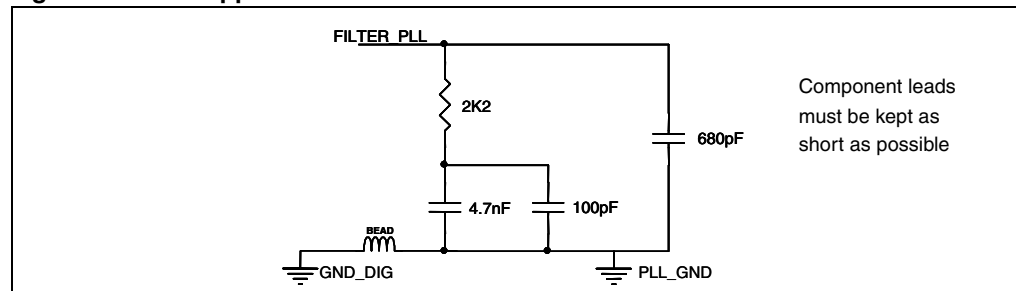 FILTER_PLL
2K2
Component leads
must be kept as
short as possible
680pF
4.7nF
100pF
BEAD
GND_DIG
PLL_GND